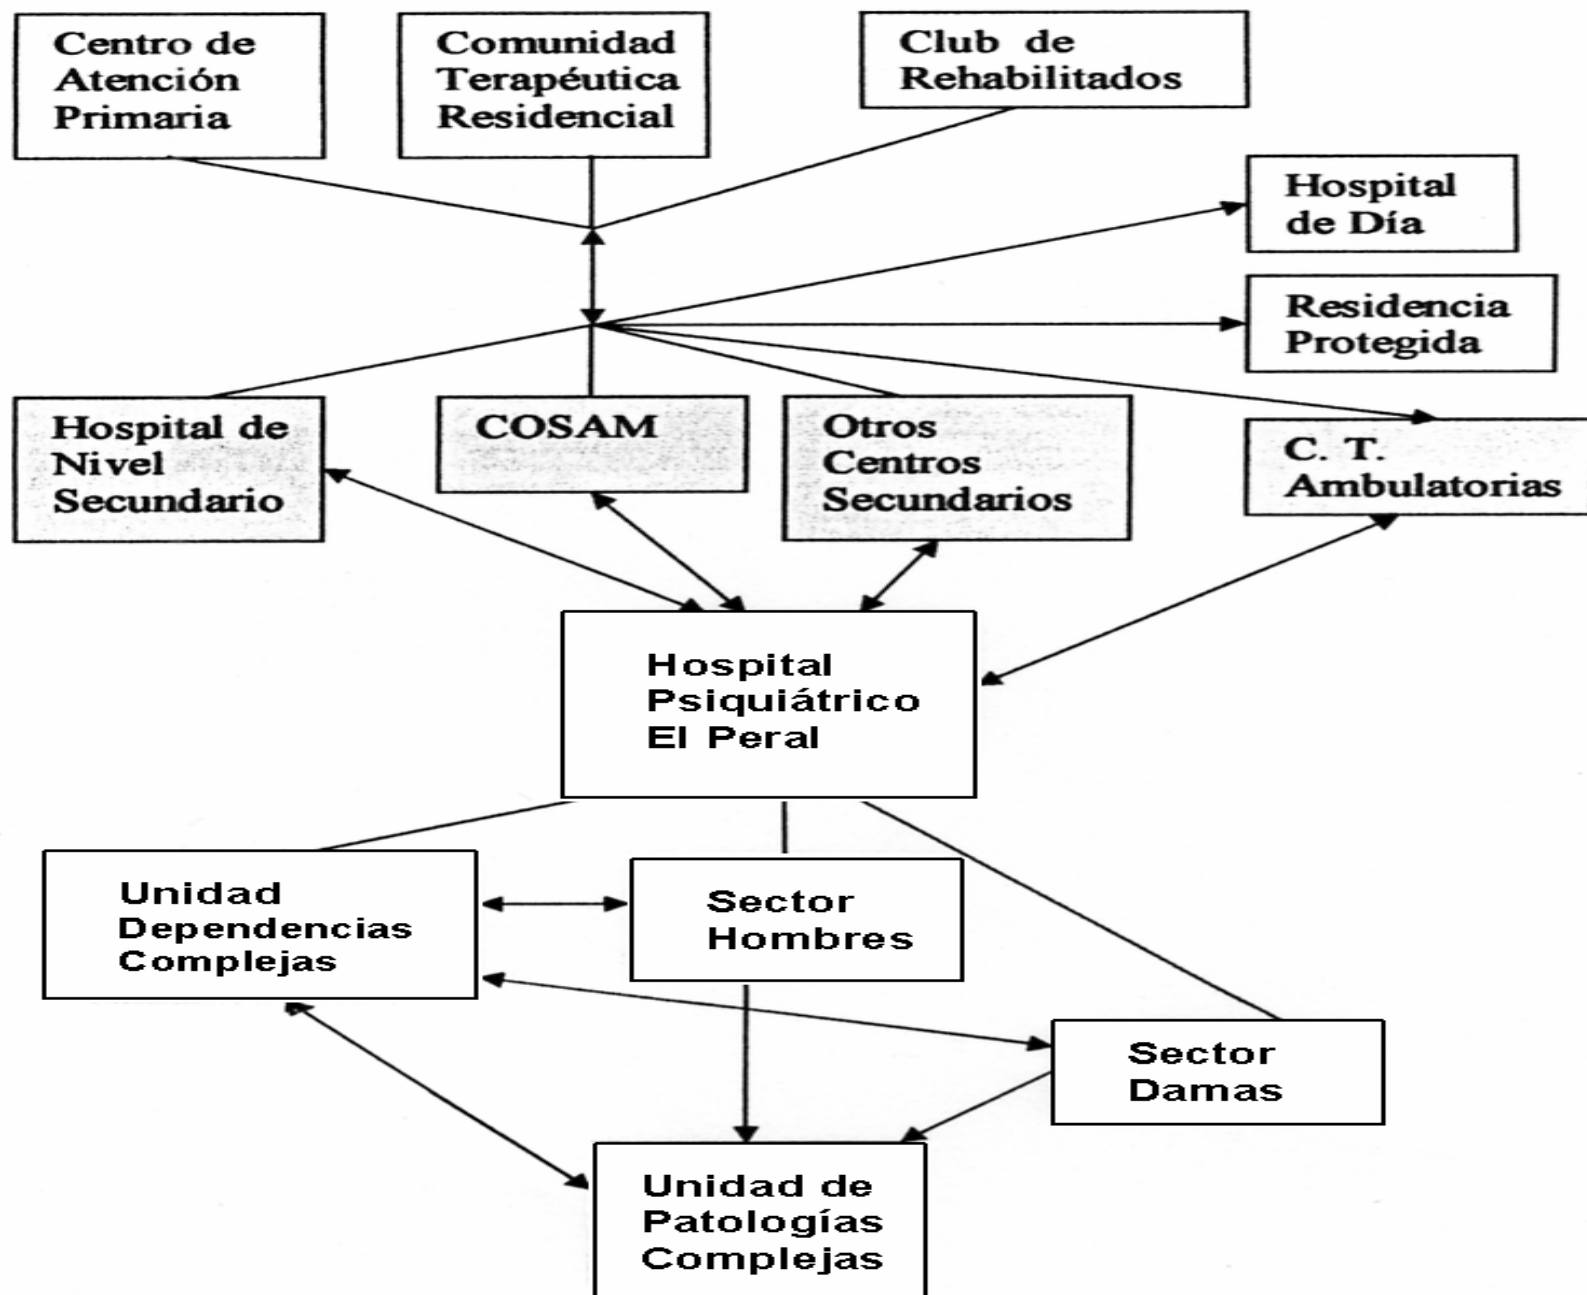 Centro de
Atención
Primaria
Comunidad
Terapéutica
Residencial
Club de
Rehabilitados
Hospital
de Día
Residencia
Protegida
Hospital de
Nivel
Secundario
COSAM
Otros
Centros
Secundarios
C. T.
Ambulatorias
Hospital
Psiquiátrico
El Peral
Unidad
Dependencias
Complejas
Sector
Hombres
Sector
Damas
Unidad de
Patologías
Complejas